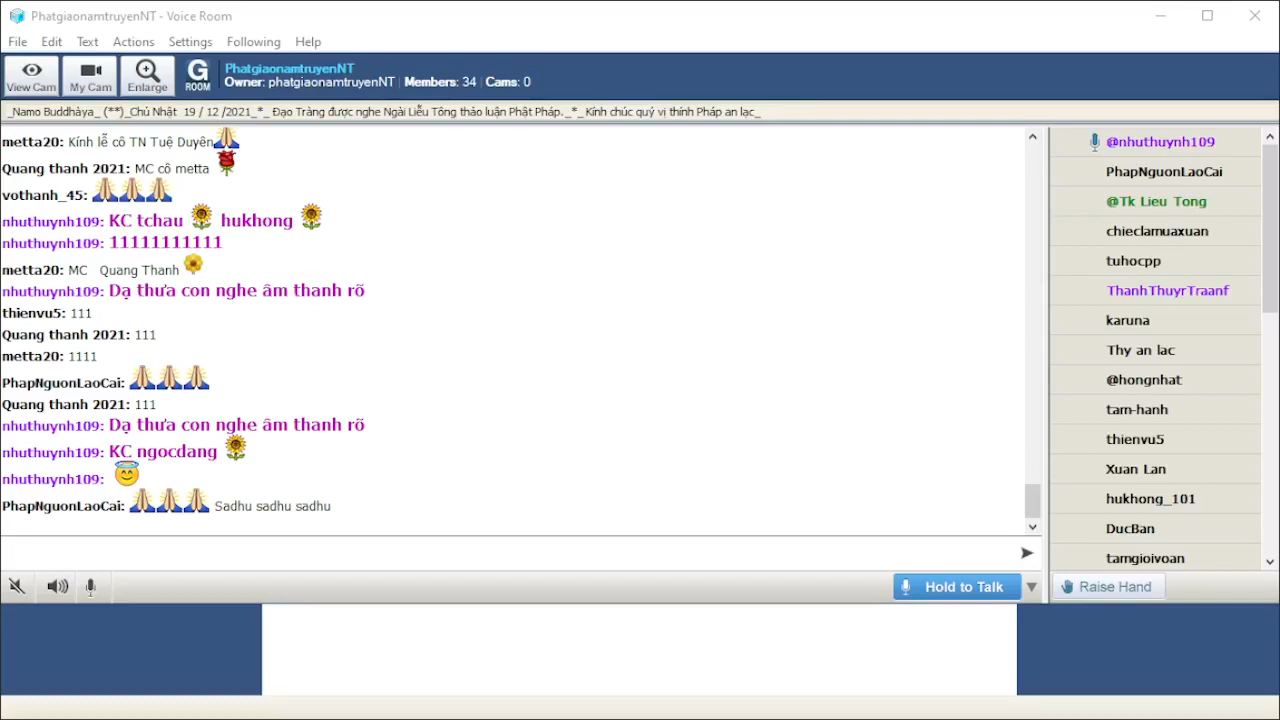 PhatgiaonamtruyenNT - Voice Room
File Edit Text Actions Settings Following Help
View Cam My Cam Enlarge G ROOM
PhatgiaonamtruyenNT
Owner: phatgiaonamtruyenNT Members: 34 Cams: 0
_Namo Buddhàya_ (**)_Chủ Nhật 19 / 12 /2021_*_ Đạo Tràng được nghe Ngài Liễu Tông thảo luận Phật Pháp._*_Kính chúc quý vị thính Pháp an lạc_
metta20: Kính lễ cô TN Tuệ Duyên
Quang thanh 2021: MC cô metta
vothanh_45:
nhuthuynh109: KC tchau hukhong
nhuthuynh109: 11111111111
metta20: MC Quang Thanh
nhuthuynh109: Dạ thưa con nghe âm thanh rõ
thienvu5: 111
Quang thanh 2021: 111
metta20: 1111
PhapNguonLaoCai:
Quang thanh 2021: 111
nhuthuynh109: Dạ thưa con nghe âm thanh rõ
nhuthuynh109: KC ngocdang
nhuthuynh109:
PhapNguonLaoCai: Sadhu sadhu sadhu
@nhuthuynh109
PhapNguonLaoCai
@Tk Lieu Tong
chieclamuaxuan
tuhocpp
ThanhThuyrTraanf
karuna
Thy an lac
@hongnhat
tam-hanh
thienvu5
Xuan Lan
hukhong_101
DucBan
tamgioivoan
Hold to Talk
Raise Hand